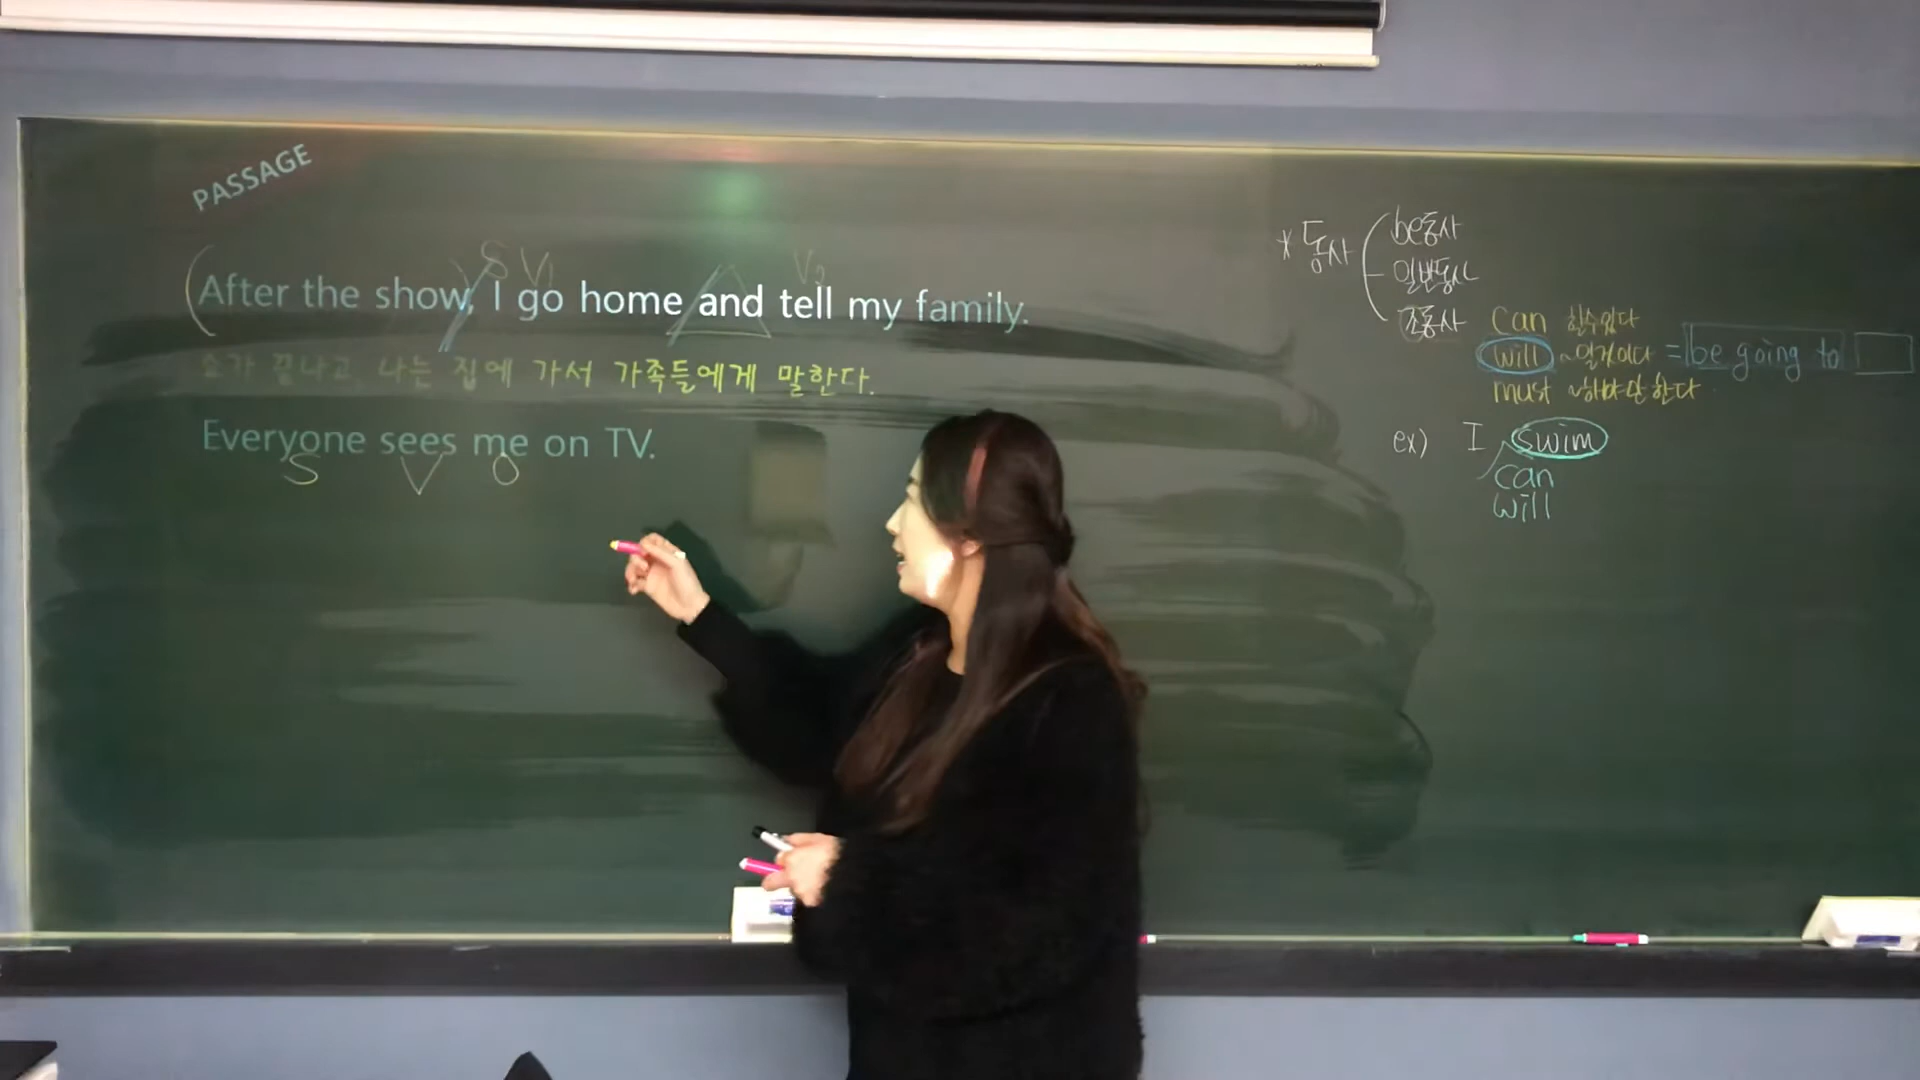 PASSAGE
S V1 V2
(After the show, I go home and tell my family.
쇼가 끝나고, 나는 집에 가서 가족들에게 말한다.
Everyone sees me on TV.
S V O
* 동사
be동사
일반동사
조동사
can 할수있다
will ~일것이다 = be going to
must ~해야만 한다
ex) I swim
can
will